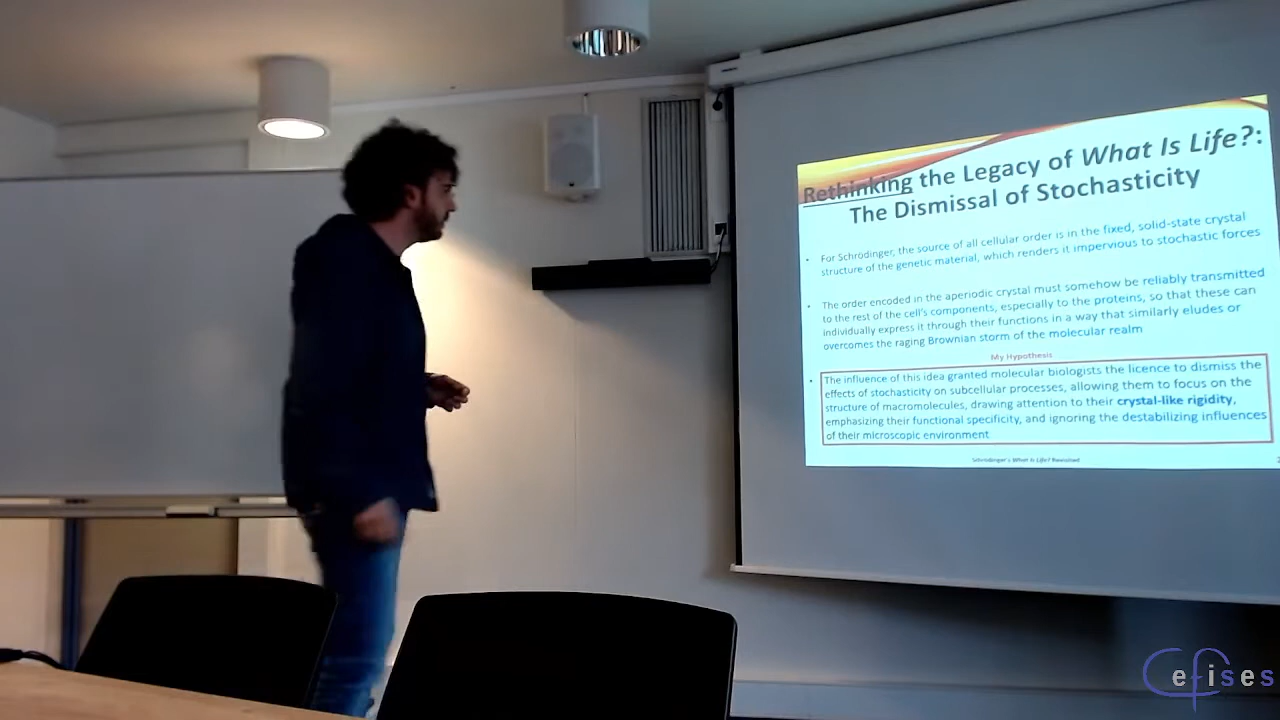 Rethinking the Legacy of What Is Life?:
The Dismissal of Stochasticity
• For Schrödinger, the source of all cellular order is in the fixed, solid-state crystal
structure of the genetic material, which renders it impervious to stochastic forces
• The order encoded in the aperiodic crystal must somehow be reliably transmitted
to the rest of the cell's components, especially to the proteins, so that these can
individually express it through their functions in a way that similarly eludes or
overcomes the raging Brownian storm of the molecular realm
My Hypothesis
• The influence of this idea granted molecular biologists the licence to dismiss the
effects of stochasticity on subcellular processes, allowing them to focus on the
structure of macromolecules, drawing attention to their crystal-like rigidity,
emphasizing their functional specificity, and ignoring the destabilizing influences
of their microscopic environment
Schrödinger's What Is Life? Revisited
Cefises